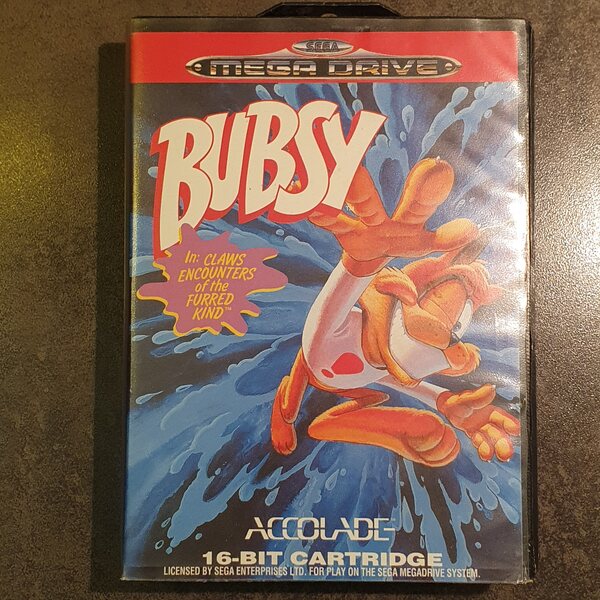 SEGA
MEGA DRIVE
BUBSY
In: CLAWS
ENCOUNTERS
of the
FURRED
KIND™
ACCOLADE
16-BIT CARTRIDGE
LICENSED BY SEGA ENTERPRISES LTD. FOR PLAY ON THE SEGA MEGADRIVE SYSTEM.